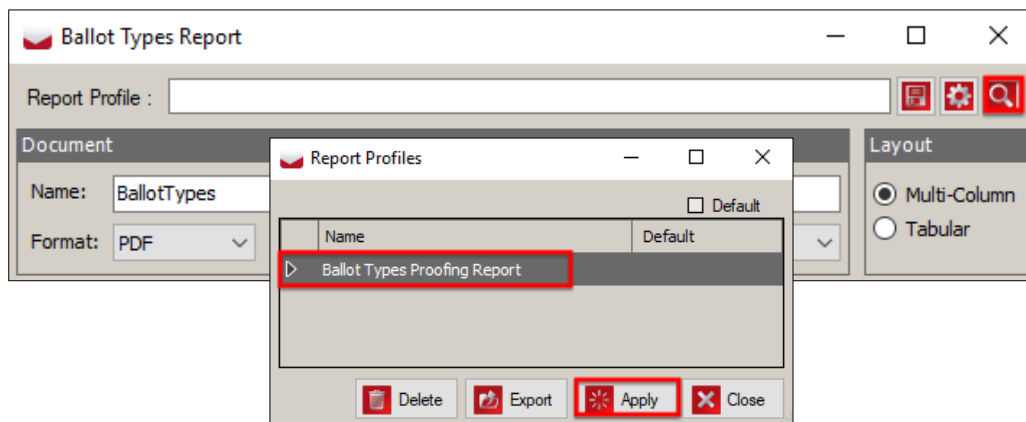 Ballot Types Report
Report Profile :
Document
Layout
Name: BallotTypes
Multi-Column
Format: PDF
Tabular
Report Profiles
Default
Name Default
Ballot Types Proofing Report
Delete Export Apply Close